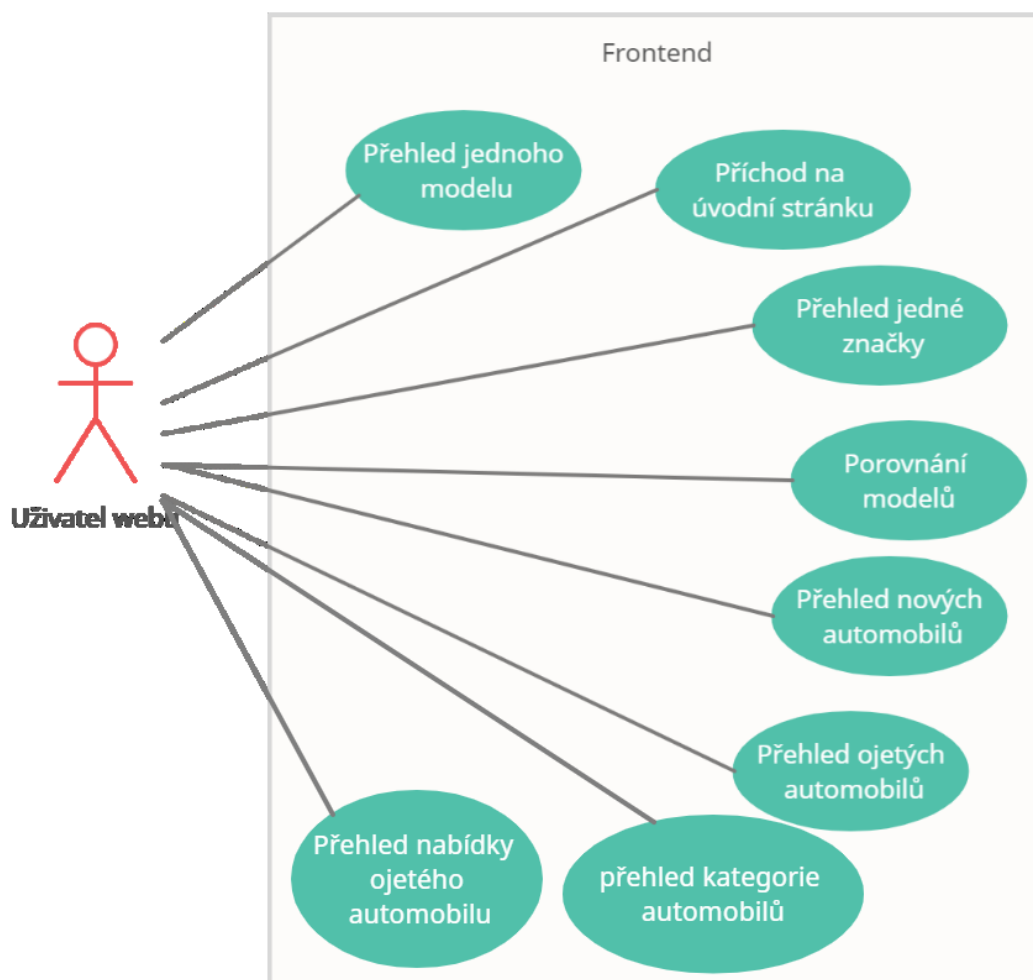 Frontend
Přehled jednoho
modelu
Příchod na
úvodní stránku
Přehled jedné
značky
Uživatel webu
Porovnání
modelů
Přehled nových
automobilů
Přehled ojetých
automobilů
Přehled nabídky
ojetého
automobilu
přehled kategorie
automobilů